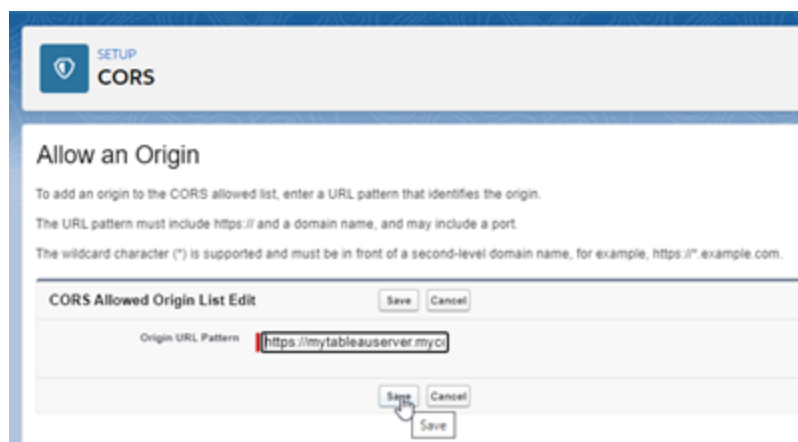 SETUP
CORS
Allow an Origin
To add an origin to the CORS allowed list, enter a URL pattern that identifies the origin.
The URL pattern must include https:// and a domain name, and may include a port.
The wildcard character (*) is supported and must be in front of a second-level domain name, for example, https://*.example.com.
CORS Allowed Origin List Edit Save Cancel
Origin URL Pattern https://mytableauserver.myc
Save Cancel
Save